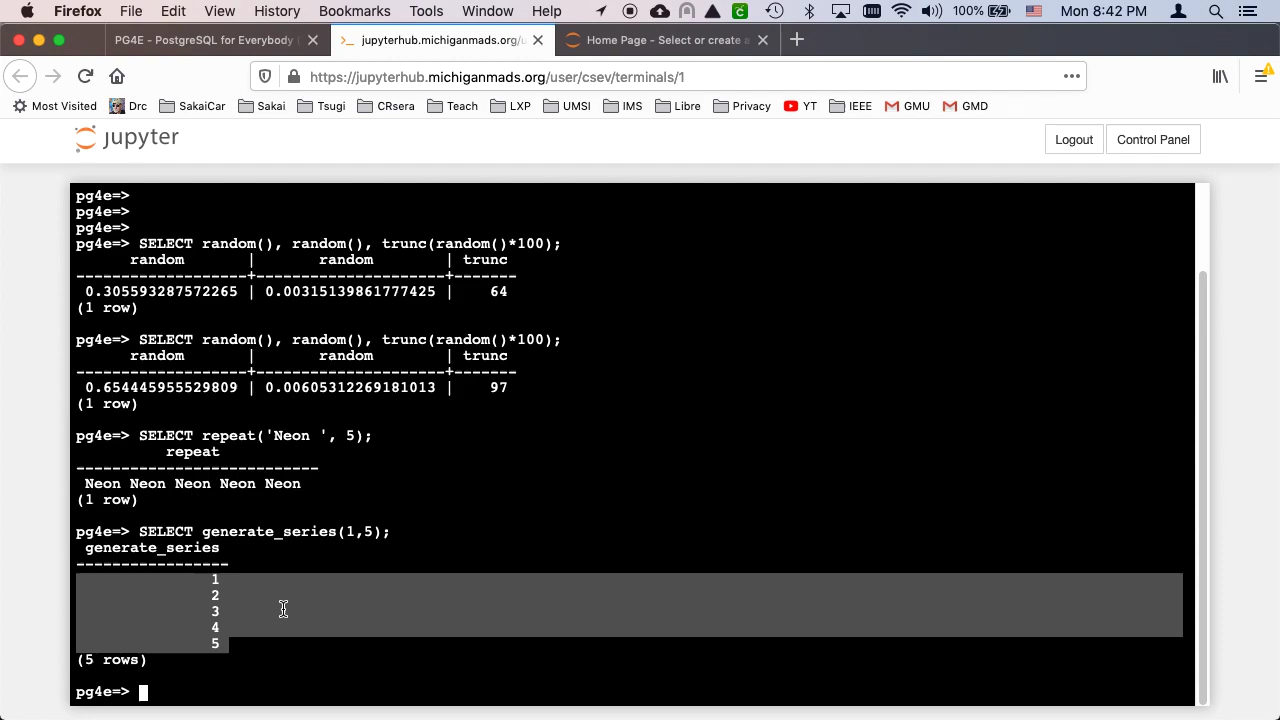 Firefox File Edit View History Bookmarks Tools Window Help 100% Mon 8:42 PM
PG4E - PostgreSQL for Everybody jupyterhub.michiganmads.org/u Home Page - Select or create a
https://jupyterhub.michiganmads.org/user/csev/terminals/1
Most Visited Drc SakaiCar Sakai Tsugi CRsera Teach LXP UMSI IMS Libre Privacy YT IEEE GMU GMD
jupyter Logout Control Panel
pg4e=>
pg4e=>
pg4e=>
pg4e=> SELECT random(), random(), trunc(random()*100);
random | random | trunc
-------------------+---------------------+-------
0.305593287572265 | 0.00315139861777425 | 64
(1 row)
pg4e=> SELECT random(), random(), trunc(random()*100);
random | random | trunc
-------------------+---------------------+-------
0.654445955529809 | 0.00605312269181013 | 97
(1 row)
pg4e=> SELECT repeat('Neon ', 5);
repeat
---------------------------
Neon Neon Neon Neon Neon
(1 row)
pg4e=> SELECT generate_series(1,5);
generate_series
-----------------
1
2
3
4
5
(5 rows)
pg4e=>